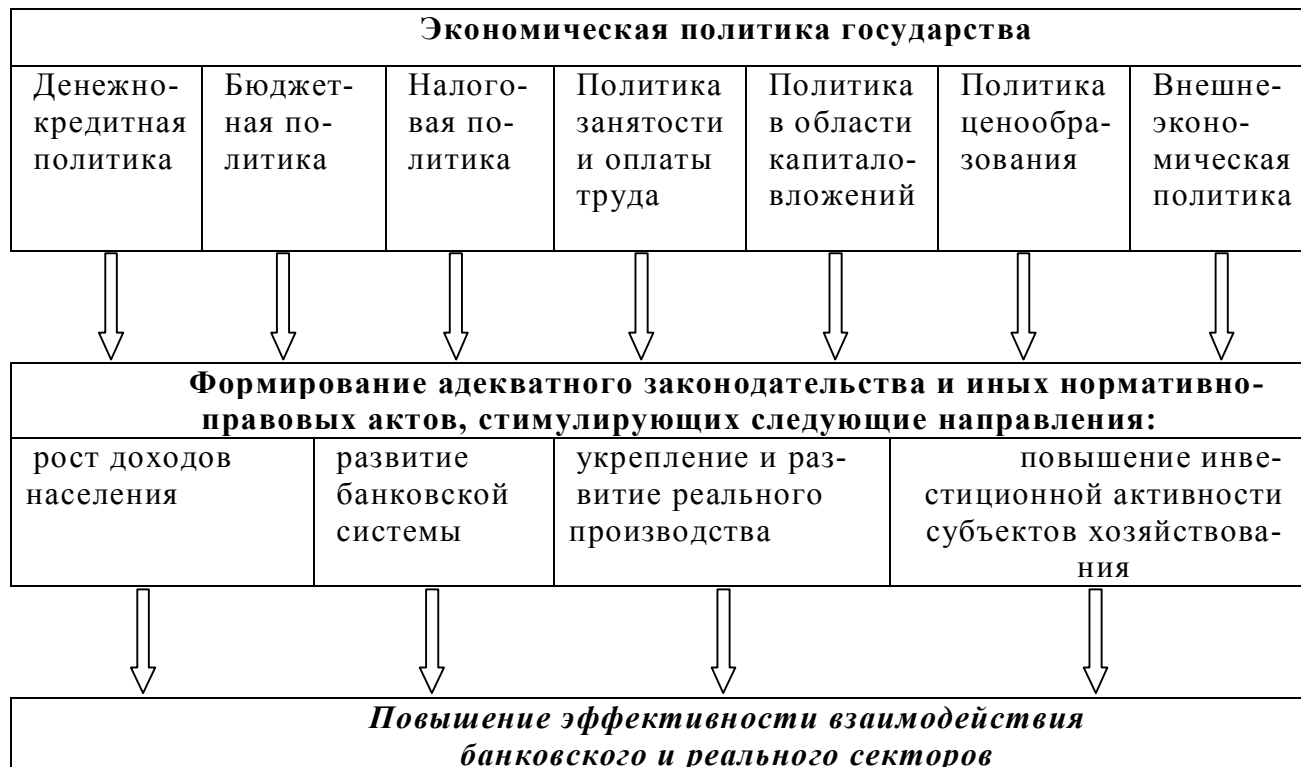 Экономическая политика государства
Денежно-
кредитная
политика
Бюджет-
ная по-
литика
Налого-
вая по-
литика
Политика
занятости
и оплаты
труда
Политика
в области
капитало-
вложений
Политика
ценообра-
зования
Внешне-
эконо-
мическая
политика
Формирование адекватного законодательства и иных нормативно-
правовых актов, стимулирующих следующие направления:
рост доходов
населения
развитие
банковской
системы
укрепление и раз-
витие реального
производства
повышение инве-
стиционной активности
субъектов хозяйствова-
ния
Повышение эффективности взаимодействия
банковского и реального секторов